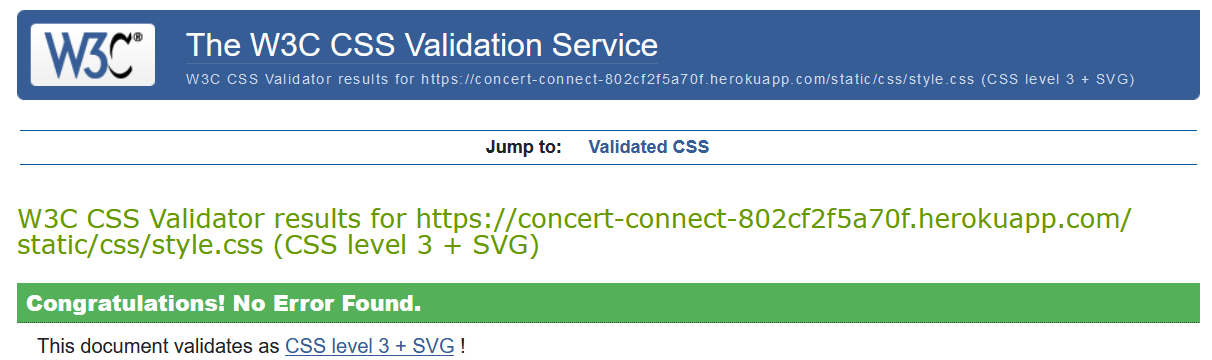 W3C®
The W3C CSS Validation Service
W3C CSS Validator results for https://concert-connect-802cf2f5a70f.herokuapp.com/static/css/style.css (CSS level 3 + SVG)
Jump to: Validated CSS
W3C CSS Validator results for https://concert-connect-802cf2f5a70f.herokuapp.com/
static/css/style.css (CSS level 3 + SVG)
Congratulations! No Error Found.
This document validates as CSS level 3 + SVG !